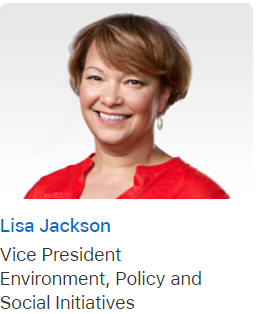 Lisa Jackson
Vice President
Environment, Policy and
Social Initiatives